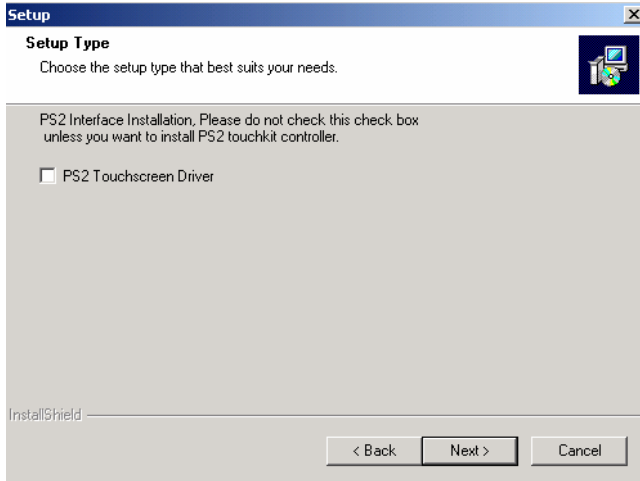 Setup
Setup Type
Choose the setup type that best suits your needs.
PS2 Interface Installation, Please do not check this check box
unless you want to install PS2 touchkit controller.
PS2 Touchscreen Driver
InstallShield
< Back
Next >
Cancel